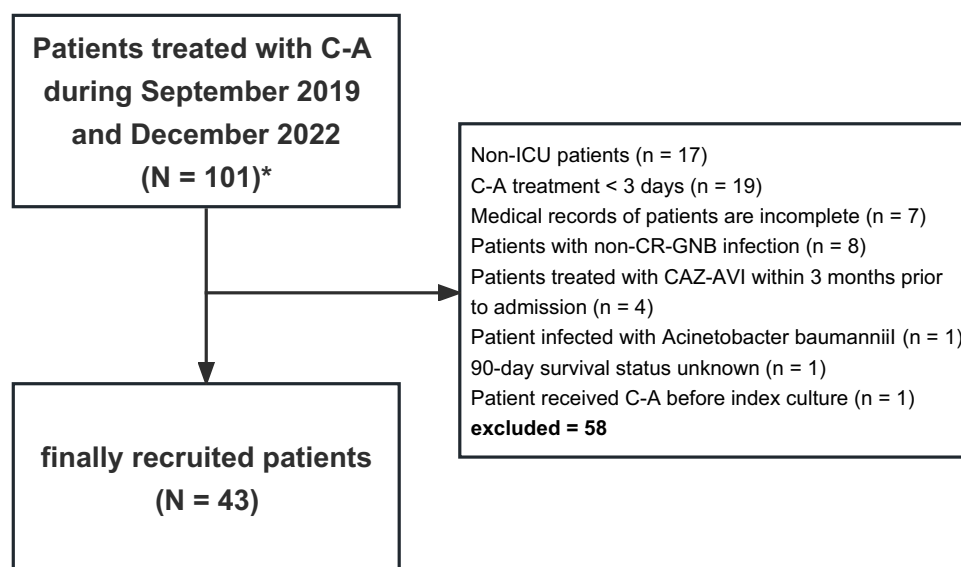 Patients treated with C-A
during September 2019
and December 2022
(N = 101)*
Non-ICU patients (n = 17)
C-A treatment < 3 days (n = 19)
Medical records of patients are incomplete (n = 7)
Patients with non-CR-GNB infection (n = 8)
Patients treated with CAZ-AVI within 3 months prior
to admission (n = 4)
Patient infected with Acinetobacter baumanniiI (n = 1)
90-day survival status unknown (n = 1)
Patient received C-A before index culture (n = 1)
excluded = 58
finally recruited patients
(N = 43)